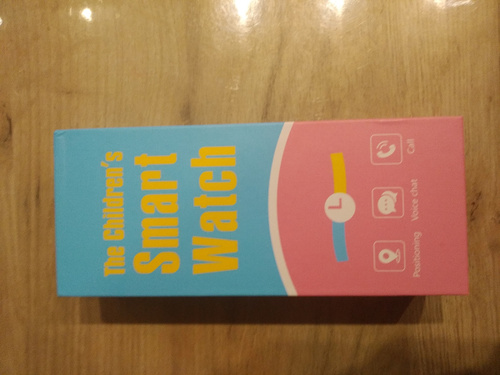 The Children's
Smart
Watch
Positioning
Voice chat
Call